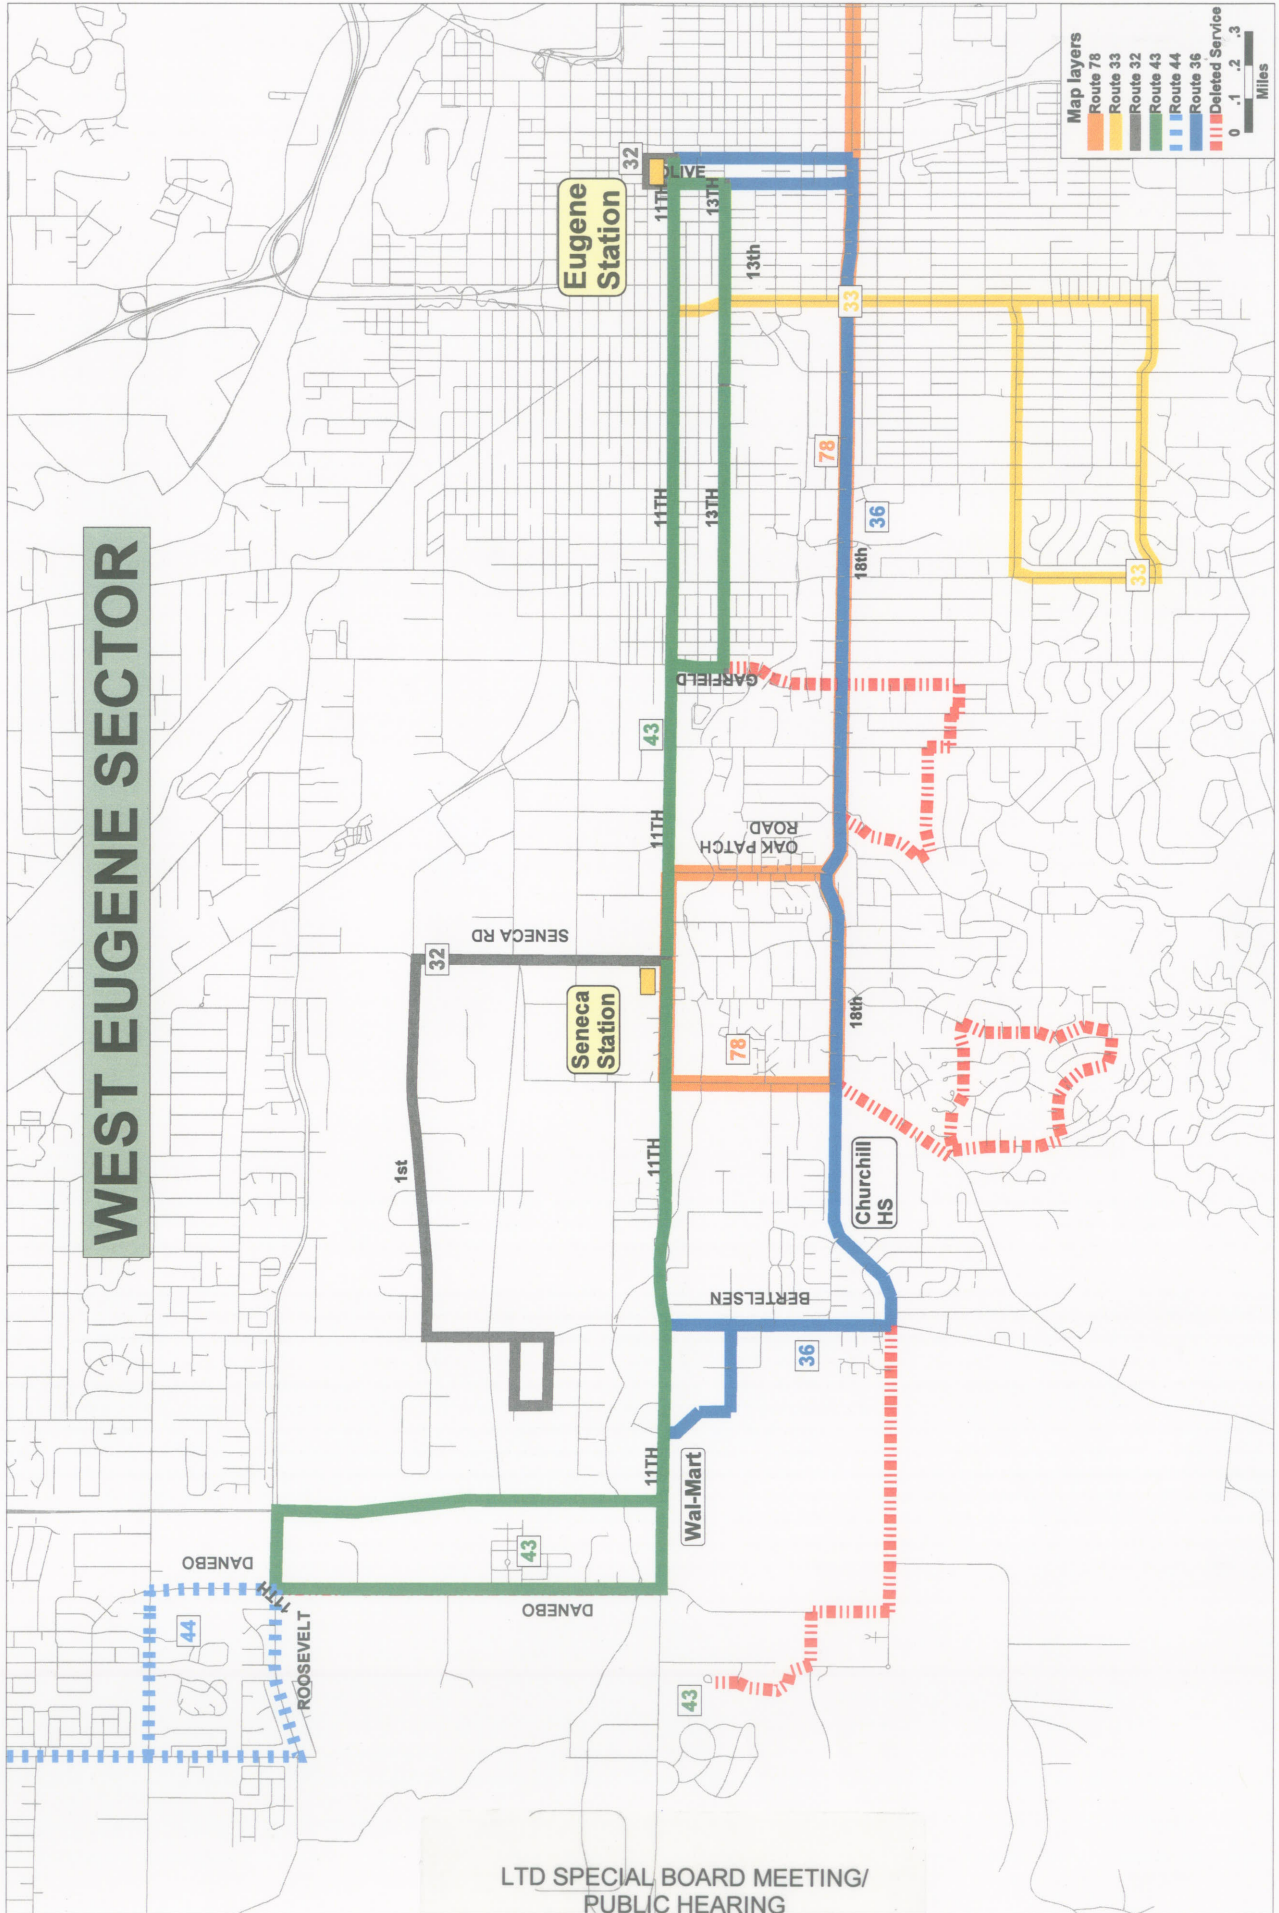 WEST EUGENE SECTOR
Map layers
Route 78
Route 33
Route 32
Route 43
Route 44
Route 36
Deleted Service
0 .1 .2 .3
Miles
32
Eugene
Station
OLIVE
11TH
13TH
13th
33
78
36
18th
11TH
13TH
33
GARFIELD
43
11TH
OAK PATCH
ROAD
SENECA RD
32
Seneca
Station
78
18th
1st
11TH
Churchill
HS
BERTELSEN
36
11TH
Wal-Mart
43
DANEBO
11TH
DANEBO
44
ROOSEVELT
43
LTD SPECIAL BOARD MEETING/
PUBLIC HEARING